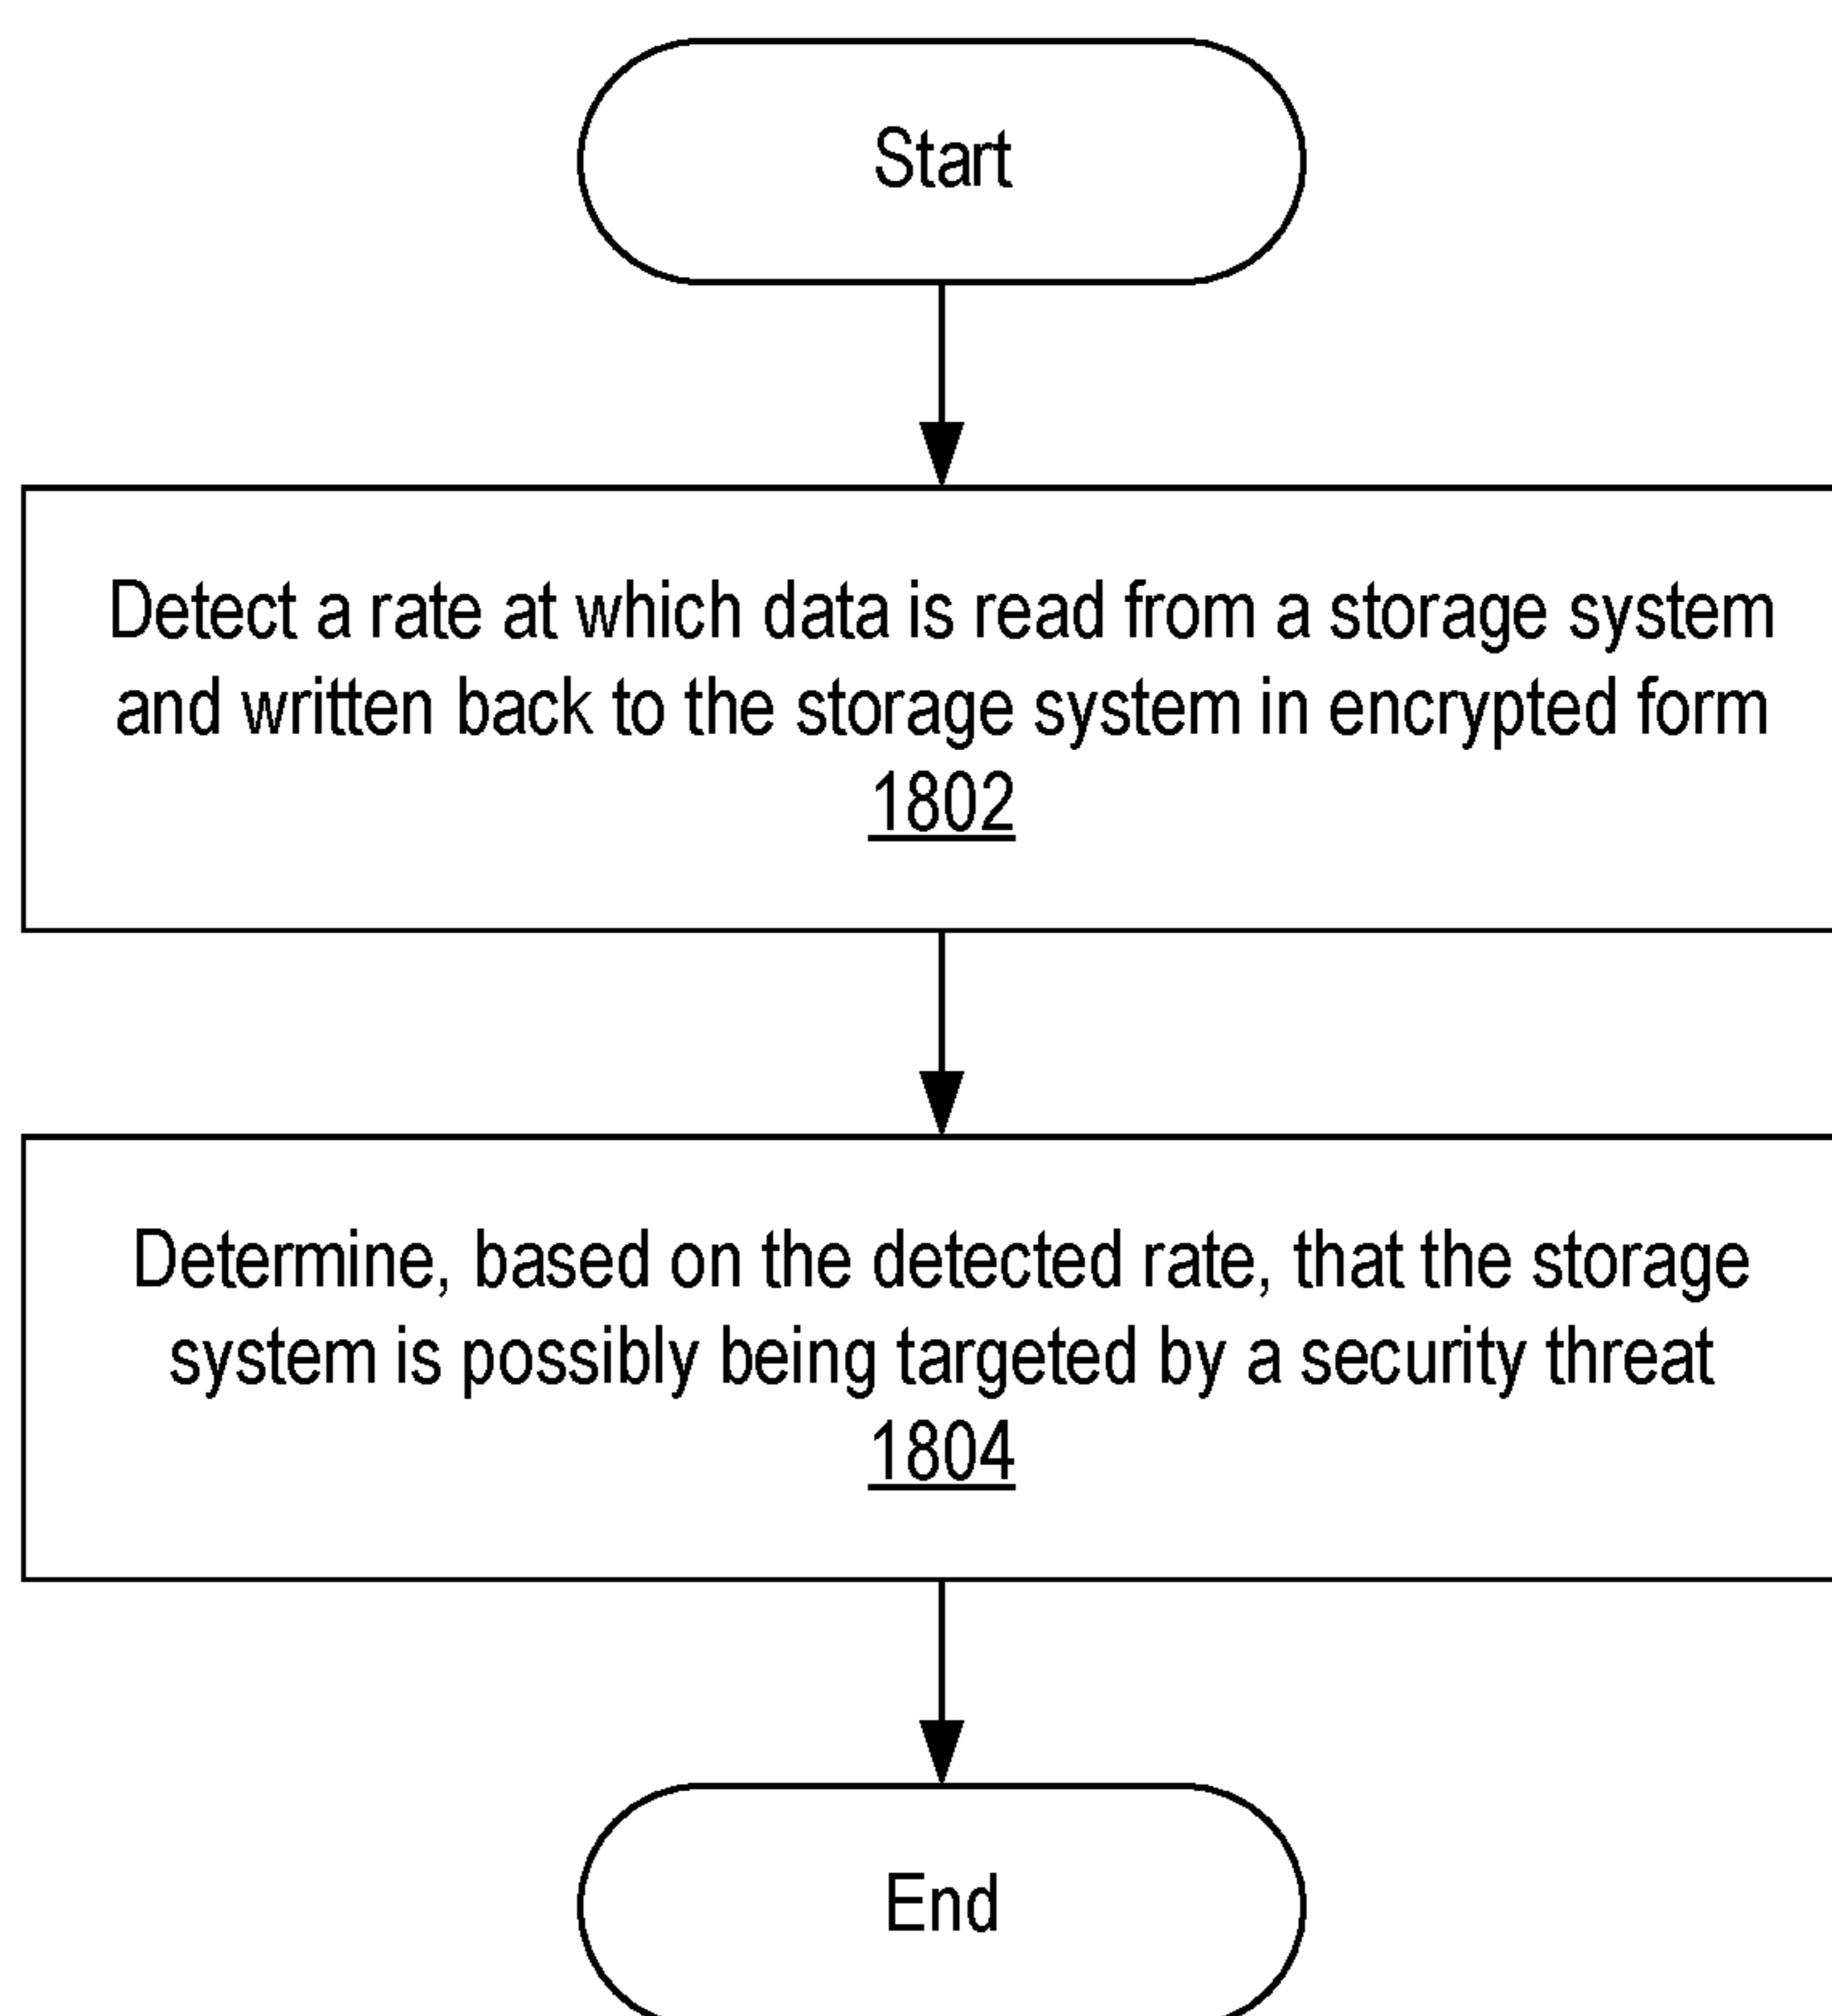 Start
Detect a rate at which data is read from a storage system
and written back to the storage system in encrypted form
1802
Determine, based on the detected rate, that the storage
system is possibly being targeted by a security threat
1804
End